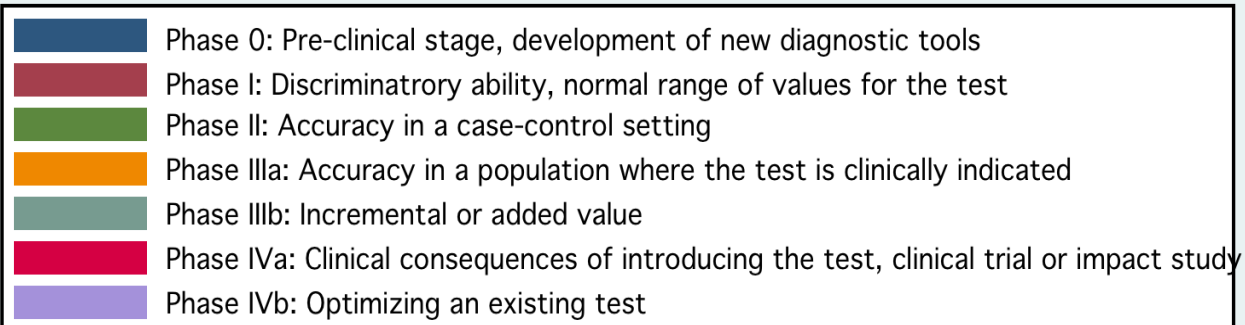 Phase 0: Pre-clinical stage, development of new diagnostic tools
Phase I: Discriminatrory ability, normal range of values for the test
Phase II: Accuracy in a case-control setting
Phase IIIa: Accuracy in a population where the test is clinically indicated
Phase IIIb: Incremental or added value
Phase IVa: Clinical consequences of introducing the test, clinical trial or impact study
Phase IVb: Optimizing an existing test